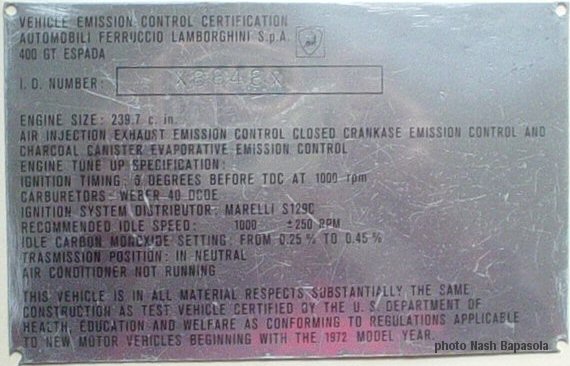 VEHICLE EMISSION CONTROL CERTIFICATION
AUTOMOBILI FERRUCCIO LAMBORGHINI S.p.A.
400 GT ESPADA
I. D. NUMBER:
ENGINE SIZE: 239.7 c. in.
AIR INJECTION EXHAUST EMISSION CONTROL CLOSED CRANKASE EMISSION CONTROL AND
CHARCOAL CANISTER EVAPORATIVE EMISSION CONTROL
ENGINE TUNE UP SPECIFICATION:
IGNITION TIMING: DEGREES BEFORE TDC AT 1000 rpm
CARBURETORS- WEBER 40 DCOE
IGNITION SYSTEM DISTRIBUTOR: MARELLI S129C
RECOMMENDED IDLE SPEED: 1000 ±250 RPM
IDLE CARBON MONOXIDE SETTING: FROM 0.25 % TO 0.45 %
TRASMISSION POSITION: IN NEUTRAL
AIR CONDITIONER NOT RUNNING
THIS VEHICLE IS IN ALL MATERIAL RESPECTS SUBSTANTIALLY THE SAME
CONSTRUCTION AS TEST VEHICLE CERTIFIED BY THE U. S. DEPARTMENT OF
HEALTH, EDUCATION AND WELFARE AS CONFORMING TO REGULATIONS APPLICABLE
TO NEW MOTOR VEHICLES BEGINNING WITH THE 1972 MODEL YEAR.
photo Nash Bapasola